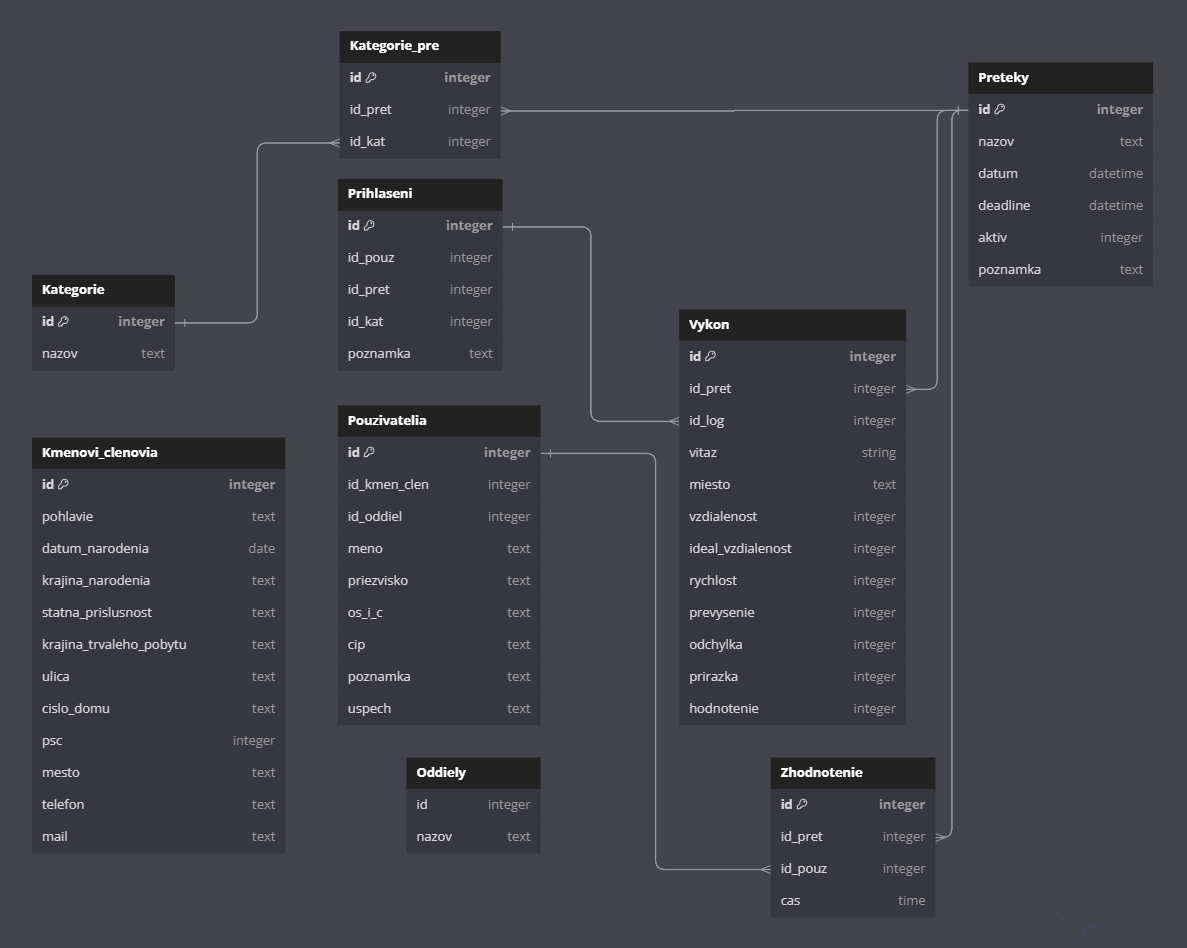 Kategorie_pre
id integer
id_pret integer
id_kat integer
Preteky
id integer
nazov text
datum datetime
deadline datetime
aktiv integer
poznamka text
Prihlaseni
id integer
id_pouz integer
id_pret integer
id_kat integer
poznamka text
Kategorie
id integer
nazov text
Vykon
id integer
id_pret integer
id_log integer
vitaz string
miesto text
vzdialenost integer
ideal_vzdialenost integer
rychlost integer
prevysenie integer
odchylka integer
prirazka integer
hodnotenie integer
Pouzivatelia
id integer
id_kmen_clen integer
id_oddiel integer
meno text
priezvisko text
os_i_c text
cip text
poznamka text
uspech text
Kmenovi_clenovia
id integer
pohlavie text
datum_narodenia date
krajina_narodenia text
statna_prislusnost text
krajina_trvaleho_pobytu text
ulica text
cislo_domu text
psc integer
mesto text
telefon text
mail text
Oddiely
id integer
nazov text
Zhodnotenie
id integer
id_pret integer
id_pouz integer
cas time